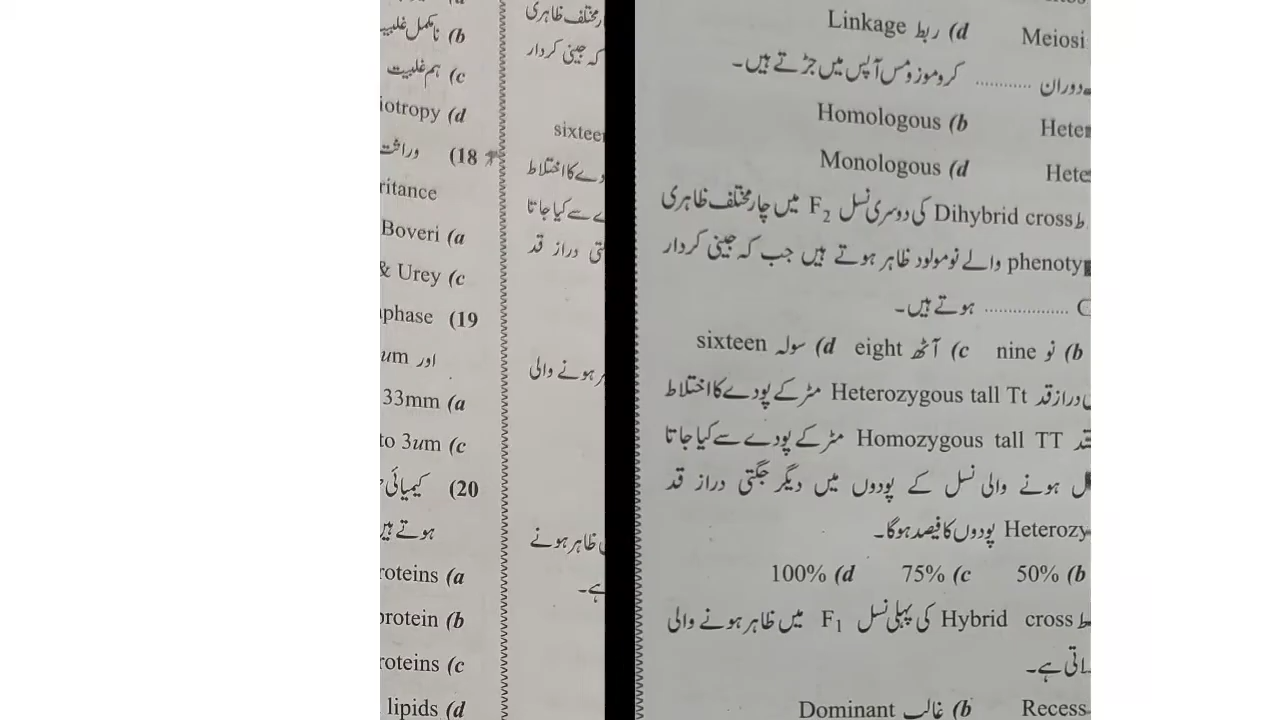 Linkage ربط (d Meiosi
دوران ............ کروموزومس آپس میں جڑتے ہیں۔
Homologous (b Heter
Monologous (d Hete
Dihybrid cross کی دوسری نسل F2 میں چار مختلف ظاہری
phenoty والے نومولود ظاہر ہوتے ہیں جب کہ جینی کردار
C .................. ہوتے ہیں۔
b) نو nine c) آٹھ eight d) سولہ sixteen
دراز قد Heterozygous tall Tt مٹر کے پودے کا اختلاط
Homozygous tall TT مٹر کے پودے سے کیا جاتا
ہونے والی نسل کے پودوں میں دیگر جگتی دراز قد
Heterozy پودوں کا فیصد ہوگا۔
50% (b 75% (c 100% (d
Hybrid cross کی پہلی نسل F1 میں ظاہر ہونے والی
ہے۔
Dominant غالب (b Recess
مختلف ظاہری
کہ جینی کردار
sixtee
کا اختلاط
سے کیا جاتا
دراز قد
ہونے والی
ظاہر ہونے
ہے۔
b) نامکمل غلبیت
c) ہم غلبیت
iotropy (d
18) وراثت
ritance
Boveri (a
& Urey (c
phase (19
um اور
33mm (a
to 3um (c
20) کیمیائی
ہوتے ہیں
roteins (a
protein (b
roteins (c
lipids (d